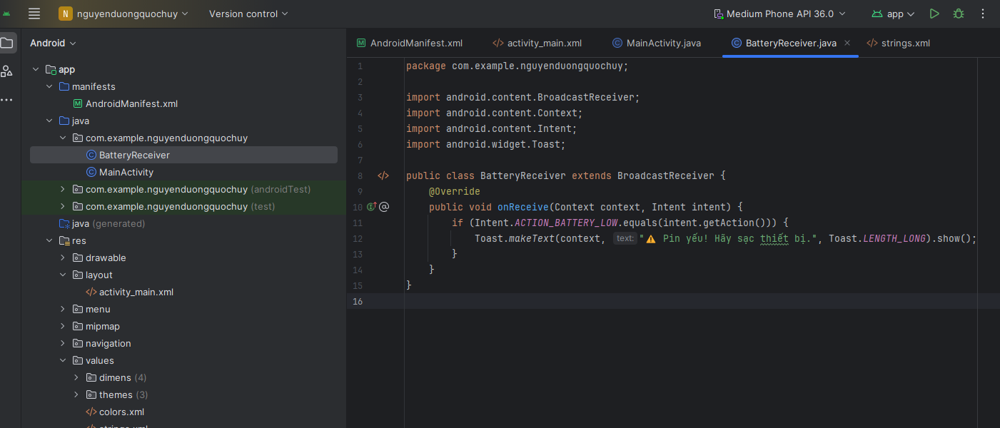 N nguyenduongquochuy Version control Medium Phone API 36.0 app
Android
app
manifests
AndroidManifest.xml
java
com.example.nguyenduongquochuy
BatteryReceiver
MainActivity
com.example.nguyenduongquochuy (androidTest)
com.example.nguyenduongquochuy (test)
java (generated)
res
drawable
layout
activity_main.xml
menu
mipmap
navigation
values
dimens (4)
themes (3)
colors.xml
strings.xml
AndroidManifest.xml activity_main.xml MainActivity.java BatteryReceiver.java strings.xml
1 package com.example.nguyenduongquochuy;
2
3 import android.content.BroadcastReceiver;
4 import android.content.Context;
5 import android.content.Intent;
6 import android.widget.Toast;
7
8 public class BatteryReceiver extends BroadcastReceiver {
9 @Override
10 public void onReceive(Context context, Intent intent) {
11 if (Intent.ACTION_BATTERY_LOW.equals(intent.getAction())) {
12 Toast.makeText(context, text: "⚠️ Pin yếu! Hãy sạc thiết bị.", Toast.LENGTH_LONG).show();
13 }
14 }
15 }
16